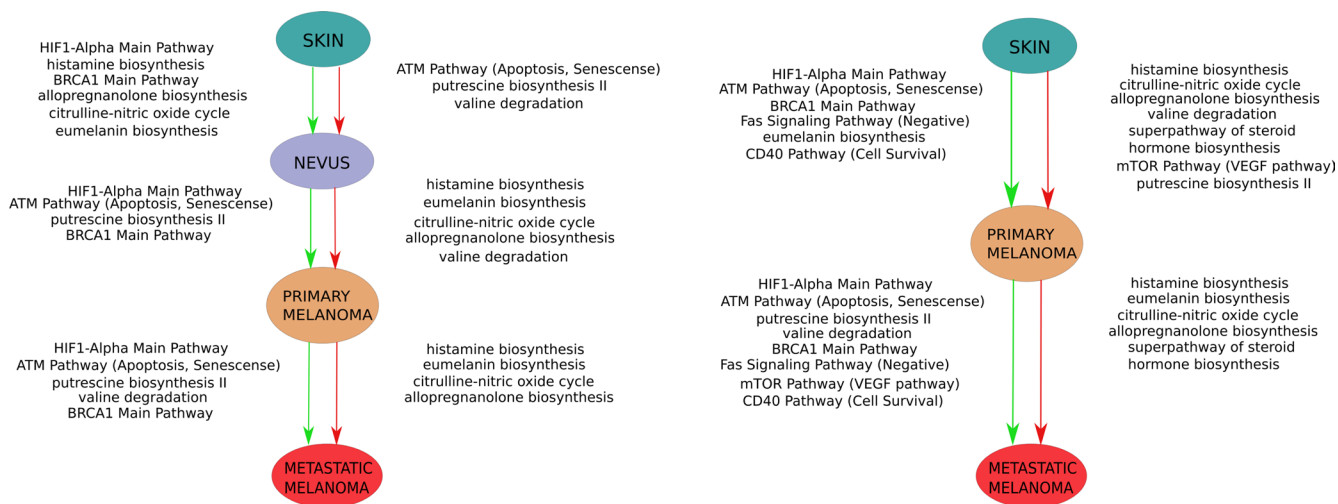 SKIN
HIF1-Alpha Main Pathway
histamine biosynthesis
BRCA1 Main Pathway
allopregnanolone biosynthesis
citrulline-nitric oxide cycle
eumelanin biosynthesis
ATM Pathway (Apoptosis, Senescense)
putrescine biosynthesis II
valine degradation
NEVUS
HIF1-Alpha Main Pathway
ATM Pathway (Apoptosis, Senescense)
putrescine biosynthesis II
BRCA1 Main Pathway
histamine biosynthesis
eumelanin biosynthesis
citrulline-nitric oxide cycle
allopregnanolone biosynthesis
valine degradation
PRIMARY
MELANOMA
HIF1-Alpha Main Pathway
ATM Pathway (Apoptosis, Senescense)
putrescine biosynthesis II
valine degradation
BRCA1 Main Pathway
histamine biosynthesis
eumelanin biosynthesis
citrulline-nitric oxide cycle
allopregnanolone biosynthesis
METASTATIC
MELANOMA
SKIN
HIF1-Alpha Main Pathway
ATM Pathway (Apoptosis, Senescense)
BRCA1 Main Pathway
Fas Signaling Pathway (Negative)
eumelanin biosynthesis
CD40 Pathway (Cell Survival)
histamine biosynthesis
citrulline-nitric oxide cycle
allopregnanolone biosynthesis
valine degradation
superpathway of steroid
hormone biosynthesis
mTOR Pathway (VEGF pathway)
putrescine biosynthesis II
PRIMARY
MELANOMA
HIF1-Alpha Main Pathway
ATM Pathway (Apoptosis, Senescense)
putrescine biosynthesis II
valine degradation
BRCA1 Main Pathway
Fas Signaling Pathway (Negative)
mTOR Pathway (VEGF pathway)
CD40 Pathway (Cell Survival)
histamine biosynthesis
eumelanin biosynthesis
citrulline-nitric oxide cycle
allopregnanolone biosynthesis
superpathway of steroid
hormone biosynthesis
METASTATIC
MELANOMA